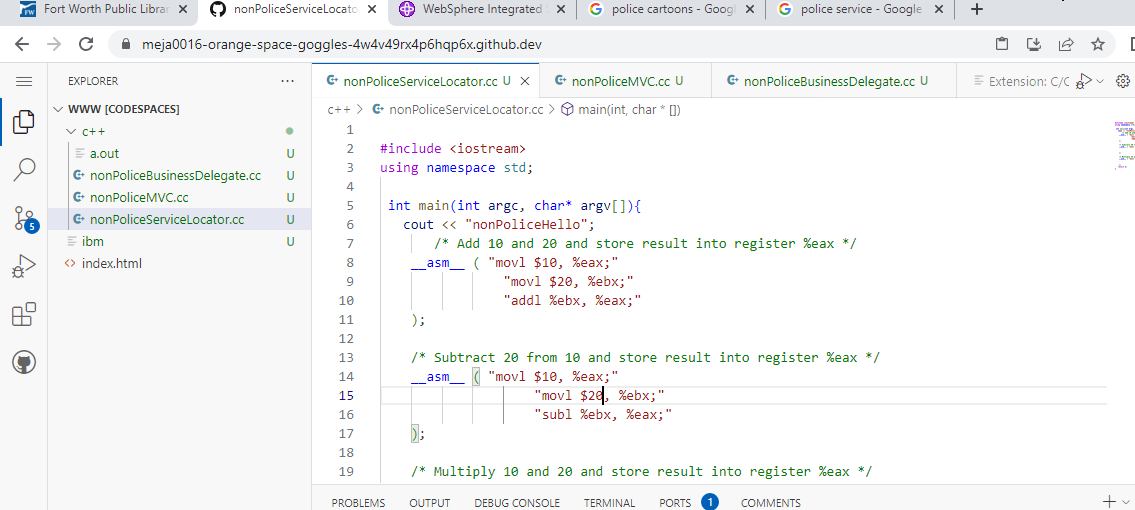 Fort Worth Public Librar
nonPoliceServiceLocator
WebSphere Integrated S
police cartoons - Googl
police service - Google
meja0016-orange-space-goggles-4w4v49rx4p6hqp6x.github.dev
EXPLORER
nonPoliceServiceLocator.cc U
nonPoliceMVC.cc U
nonPoliceBusinessDelegate.cc U
Extension: C/C
WWW [CODESPACES]
c++
a.out U
nonPoliceBusinessDelegate.cc U
nonPoliceMVC.cc U
nonPoliceServiceLocator.cc U
ibm U
index.html
5
c++ > nonPoliceServiceLocator.cc > main(int, char * [])
1
2 #include <iostream>
3 using namespace std;
4
5 int main(int argc, char* argv[]){
6 cout << "nonPoliceHello";
7 /* Add 10 and 20 and store result into register %eax */
8 __asm__ ( "movl $10, %eax;"
9 "movl $20, %ebx;"
10 "addl %ebx, %eax;"
11 );
12
13 /* Subtract 20 from 10 and store result into register %eax */
14 __asm__ ( "movl $10, %eax;"
15 "movl $20, %ebx;"
16 "subl %ebx, %eax;"
17 );
18
19 /* Multiply 10 and 20 and store result into register %eax */
PROBLEMS OUTPUT DEBUG CONSOLE TERMINAL PORTS 1 COMMENTS